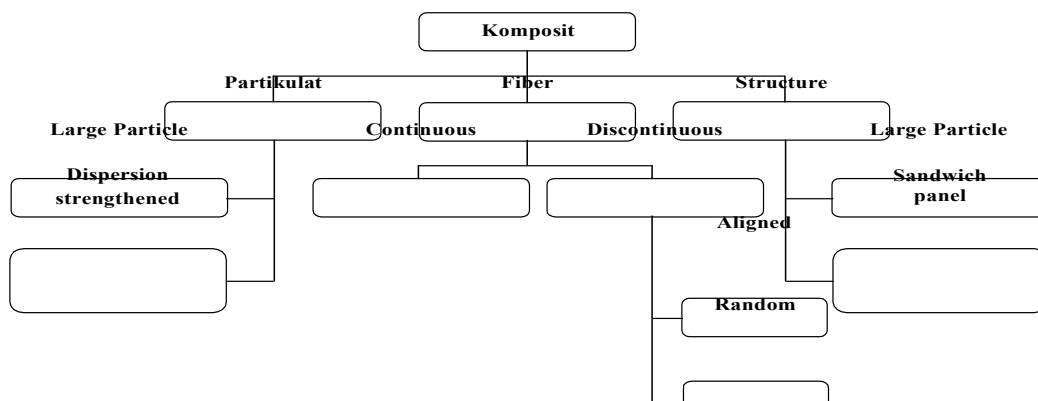 Komposit
Partikulat
Fiber
Structure
Large Particle
Continuous
Discontinuous
Large Particle
Dispersion
strengthened
Sandwich
panel
Aligned
Random